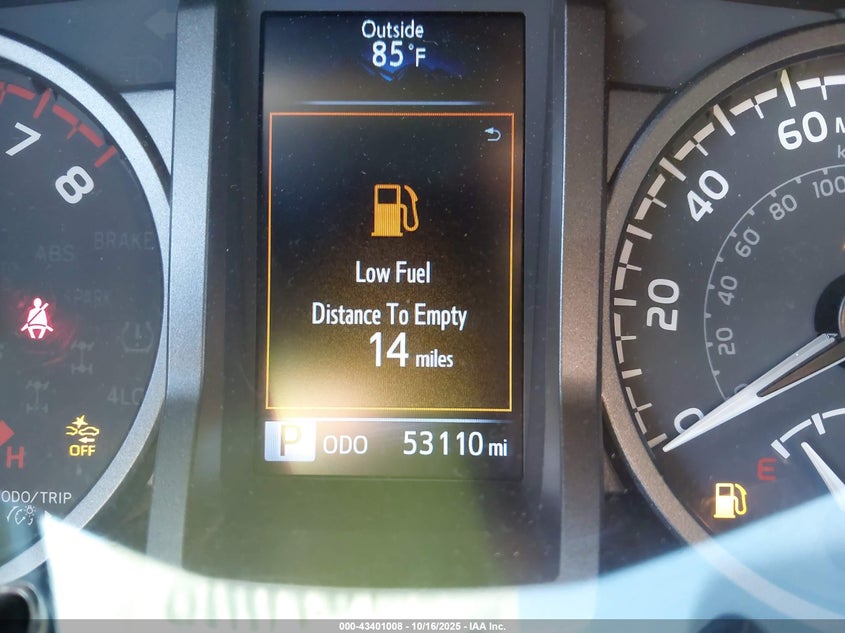 Outside
85°F
Low Fuel
Distance To Empty
14 miles
P ODO 53110 mi
7
8
ABS
BRAKE
PARK
4LO
OFF
H
ODO/TRIP
60
40
20
0
100
80
60
40
20
E
000-43401008 - 10/16/2025 - IAA Inc.